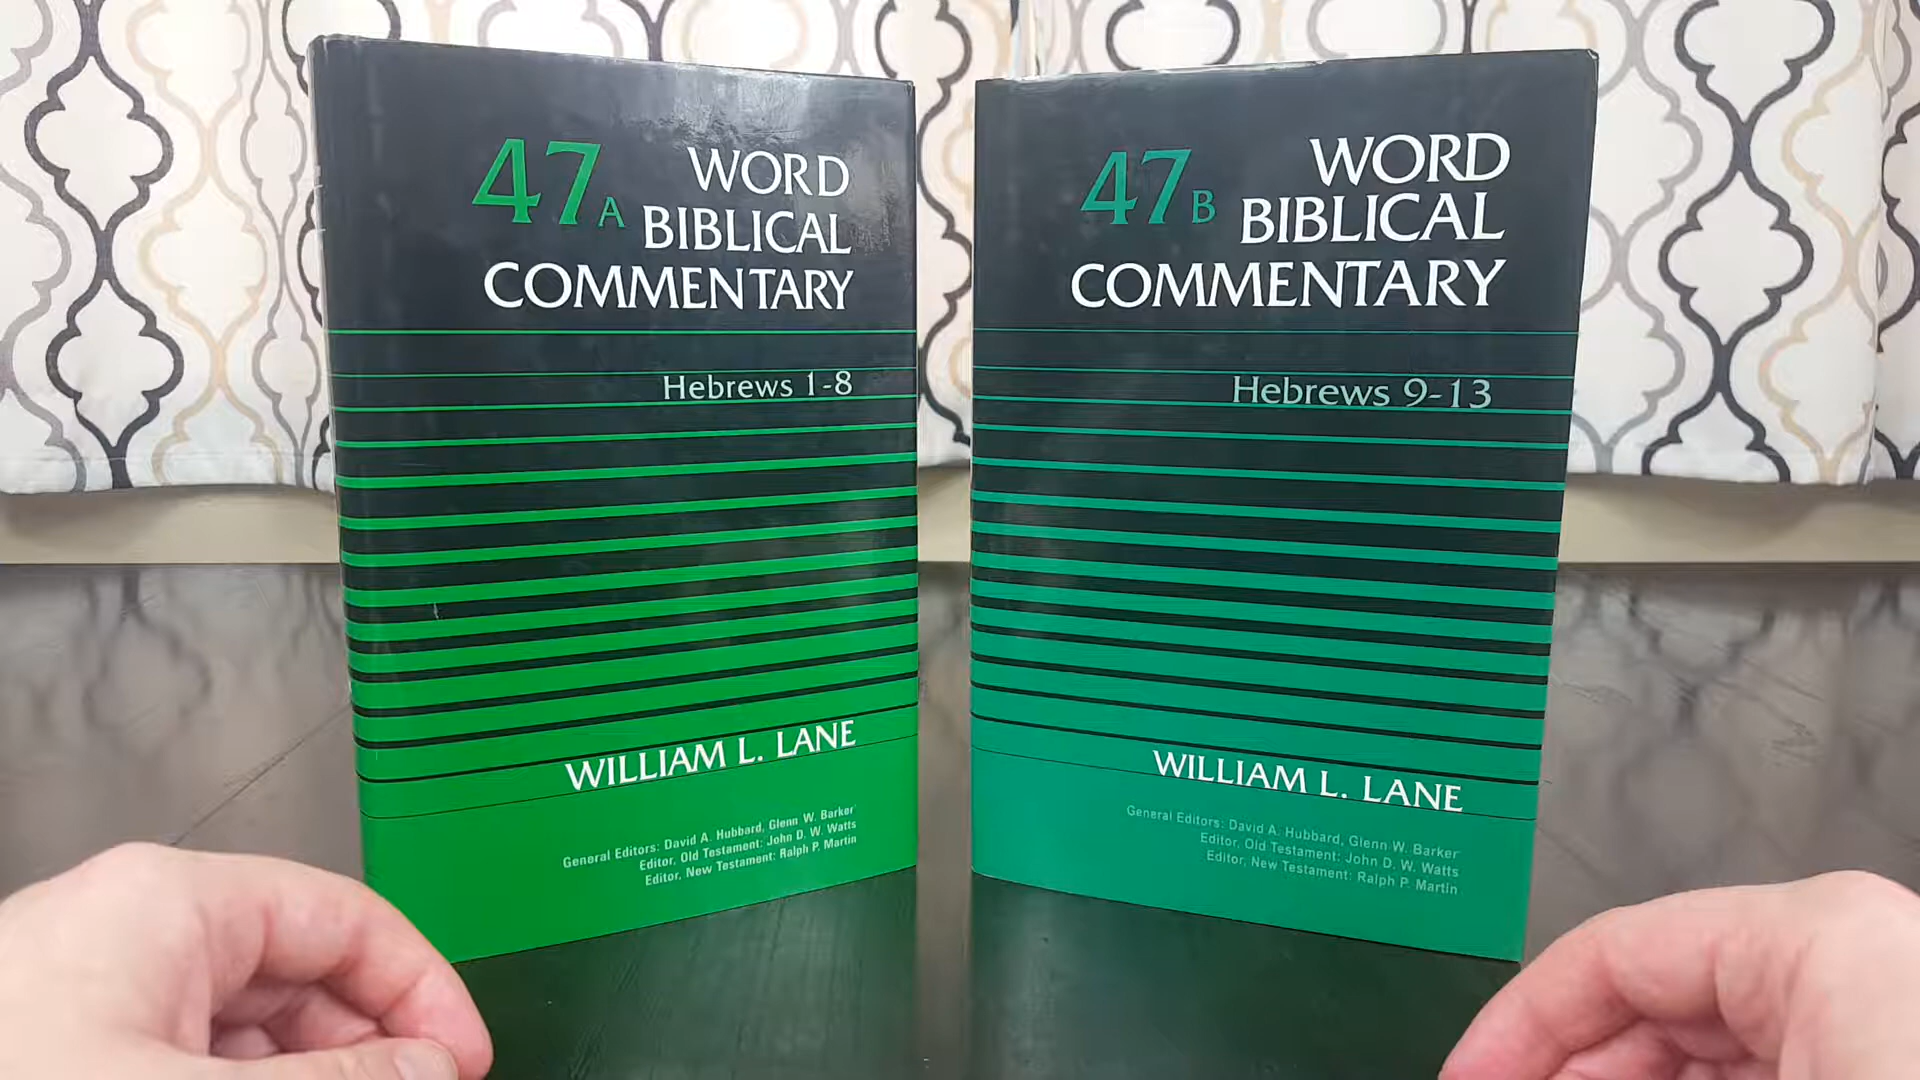 47A WORD
BIBLICAL
COMMENTARY
Hebrews 1-8
WILLIAM L. LANE
General Editors: David A. Hubbard, Glenn W. Barker
Editor, Old Testament: John D. W. Watts
Editor, New Testament: Ralph P. Martin
47B WORD
BIBLICAL
COMMENTARY
Hebrews 9-13
WILLIAM L. LANE
General Editors: David A. Hubbard, Glenn W. Barker
Editor, Old Testament: John D. W. Watts
Editor, New Testament: Ralph P. Martin